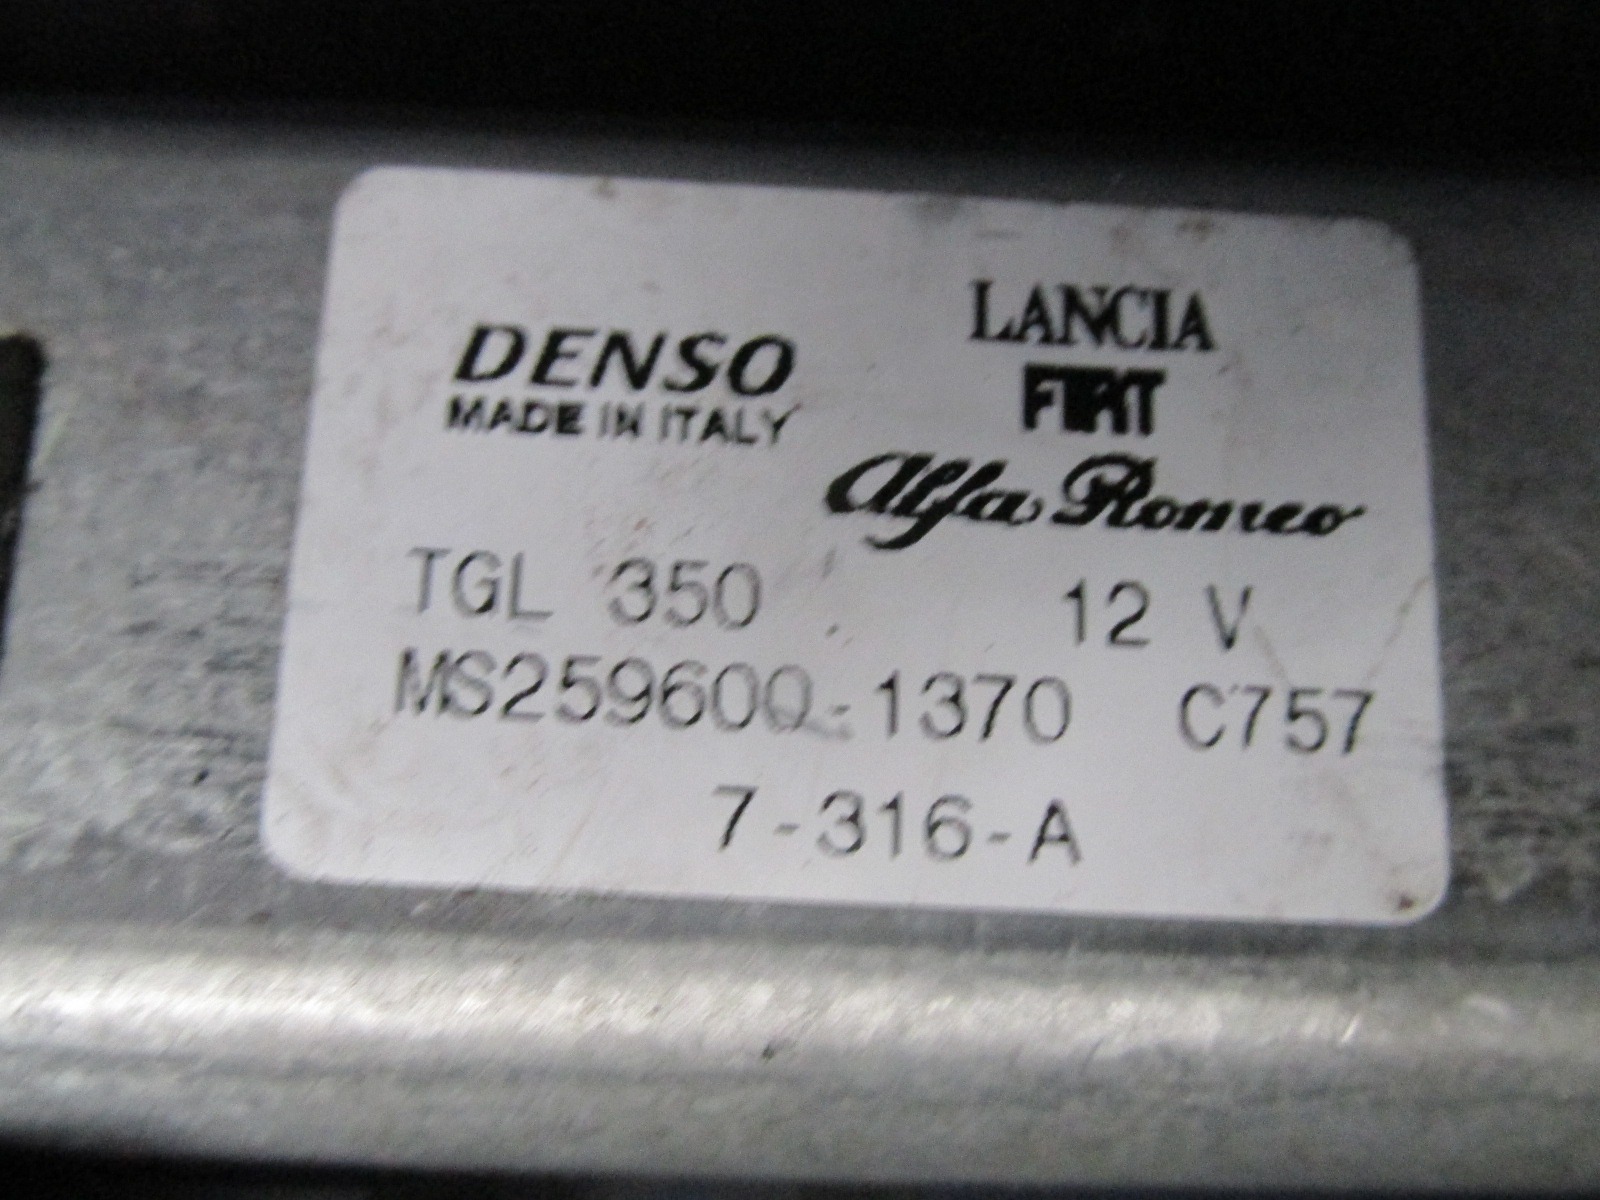 DENSO
MADE IN ITALY
LANCIA
FIAT
Alfa Romeo
TGL 350 12 V
MS259600-1370 C757
7-316-A